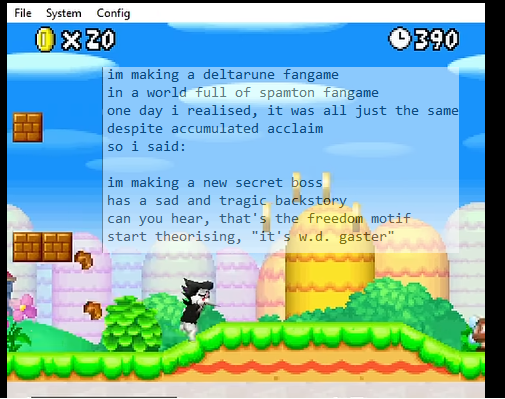 File System Config
×20 390
im making a deltarune fangame
in a world full of spamton fangame
one day i realised, it was all just the same
despite accumulated acclaim
so i said:
im making a new secret boss
has a sad and tragic backstory
can you hear, that's the freedom motif
start theorising, "it's w.d. gaster"